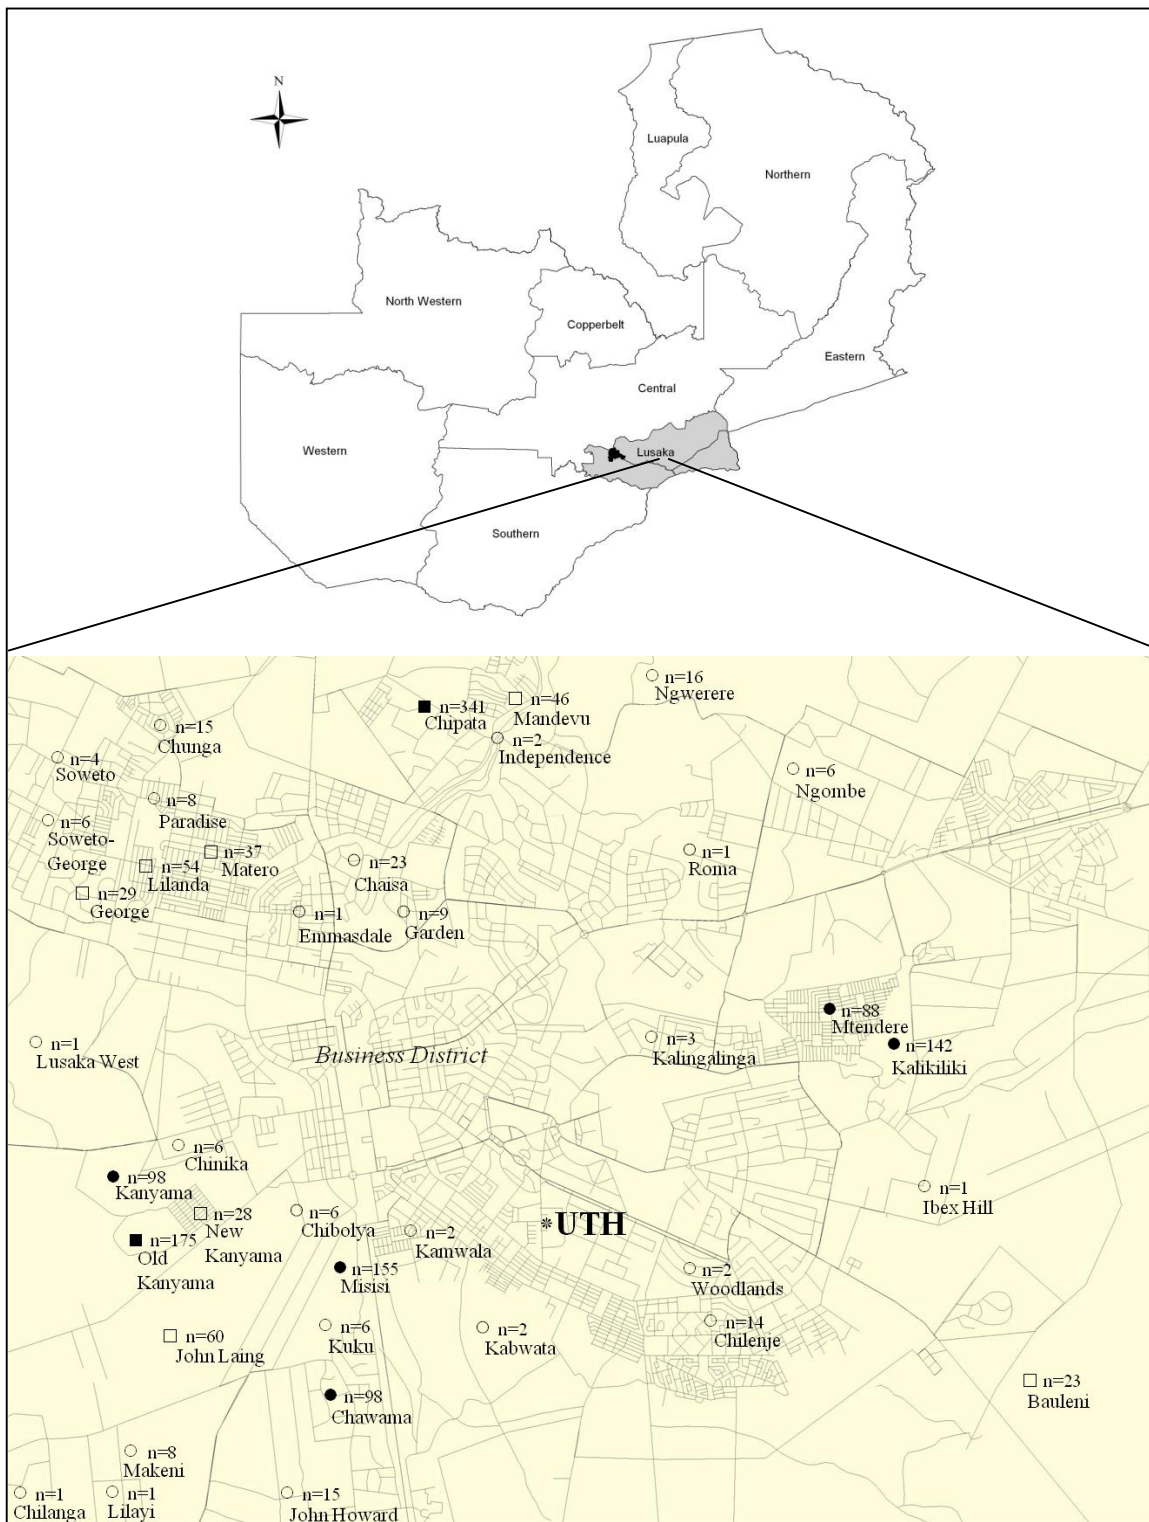 N
Luapula
Northern
North Western
Copperbelt
Eastern
Central
Western
Lusaka
Southern
n=16
Ngwerere
n=341
Chipata
n=46
Mandevu
n=15
Chunga
n=2
Independence
n=4
Soweto
n=6
Ngombe
n=8
Paradise
n=6
Soweto-
George
n=37
Matero
n=54
Lilanda
n=23
Chaisa
n=1
Roma
n=29
George
n=1
Emmasdale
n=9
Garden
n=88
Mtendere
n=1
Lusaka West
Business District
n=3
Kalingalinga
n=142
Kalikiliki
n=6
Chinika
n=98
Kanyama
n=1
Ibex Hill
n=28
New
Kanyama
n=6
Chibolya
n=2
Kamwala
UTH
n=175
Old
Kanyama
n=155
Misisi
n=2
Woodlands
n=60
John Laing
n=6
Kuku
n=2
Kabwata
n=14
Chilenje
n=23
Bauleni
n=98
Chawama
n=8
Makeni
n=1
Chilanga
n=1
Lilayi
n=15
John Howard